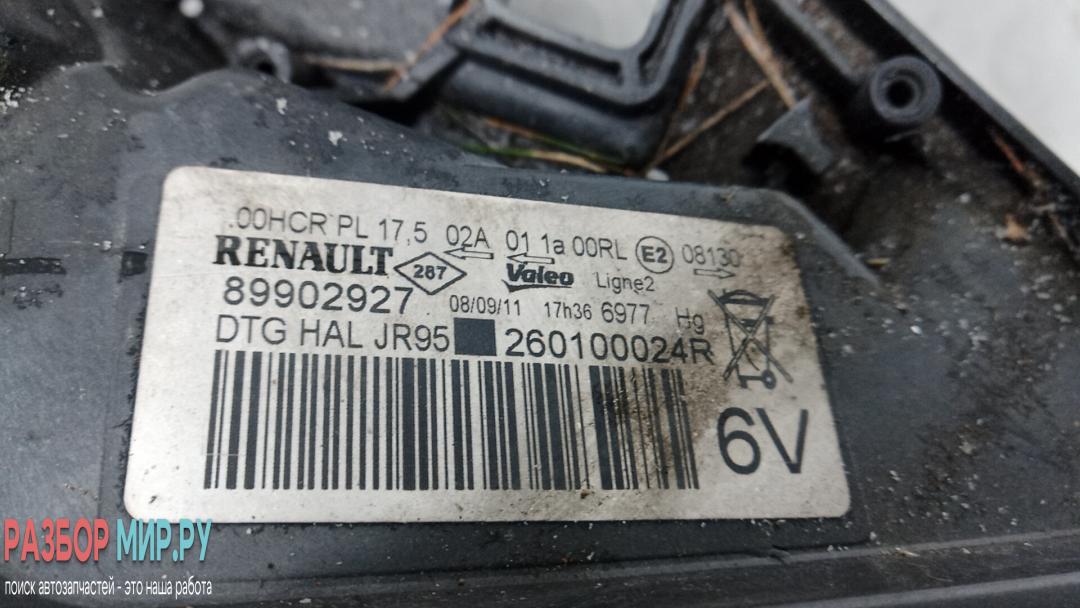 .00HCR PL 17,5 02A 01 1a 00RL E2 08130
RENAULT 287 Valeo Ligne2
89902927 08/09/11 17h36 6977 Hg
DTG HAL JR95 260100024R
6V
РАЗБОР МИР.РУ
поиск автозапчастей - это наша работа